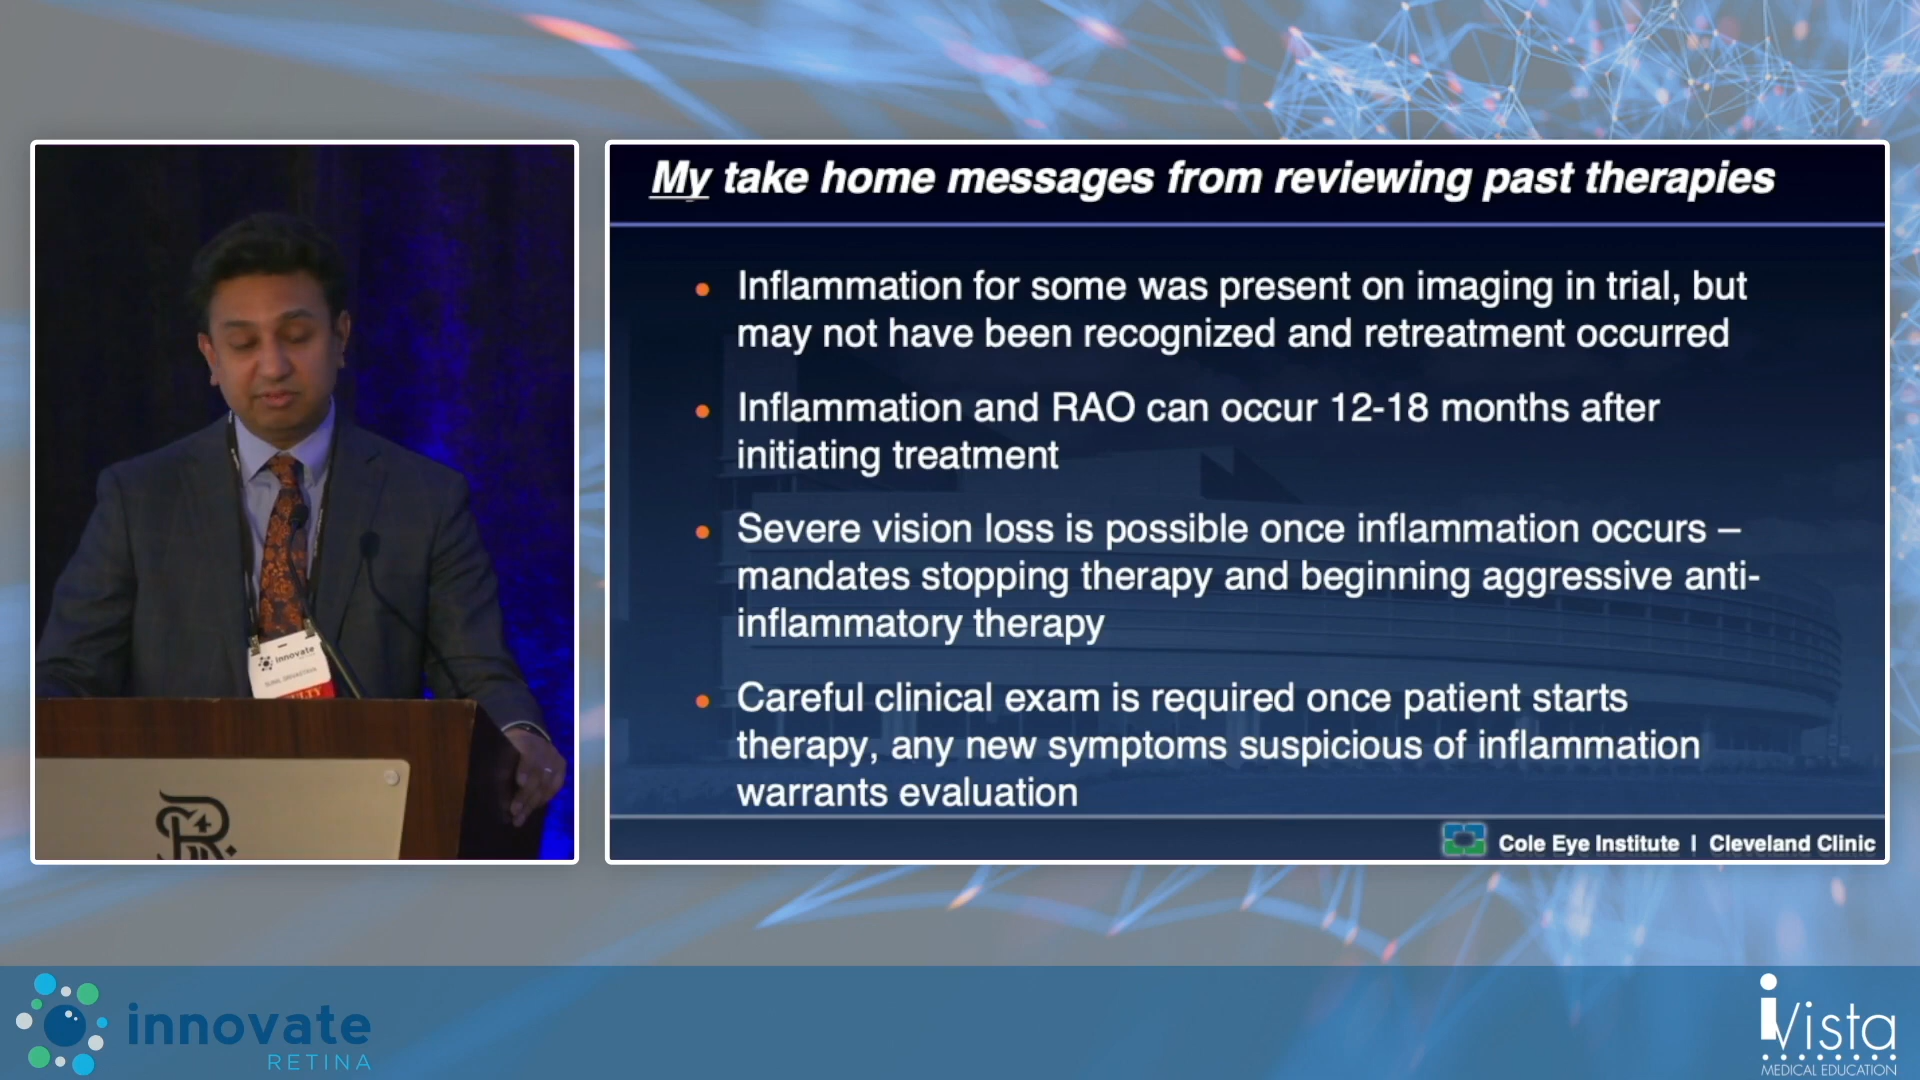 My take home messages from reviewing past therapies
Inflammation for some was present on imaging in trial, but
may not have been recognized and retreatment occurred
Inflammation and RAO can occur 12-18 months after
initiating treatment
Severe vision loss is possible once inflammation occurs –
mandates stopping therapy and beginning aggressive anti-
inflammatory therapy
Careful clinical exam is required once patient starts
therapy, any new symptoms suspicious of inflammation
warrants evaluation
Cole Eye Institute | Cleveland Clinic
innovate
SUNIL SRIVASTAVA
R
innovate
RETINA
iVista
MEDICAL EDUCATION